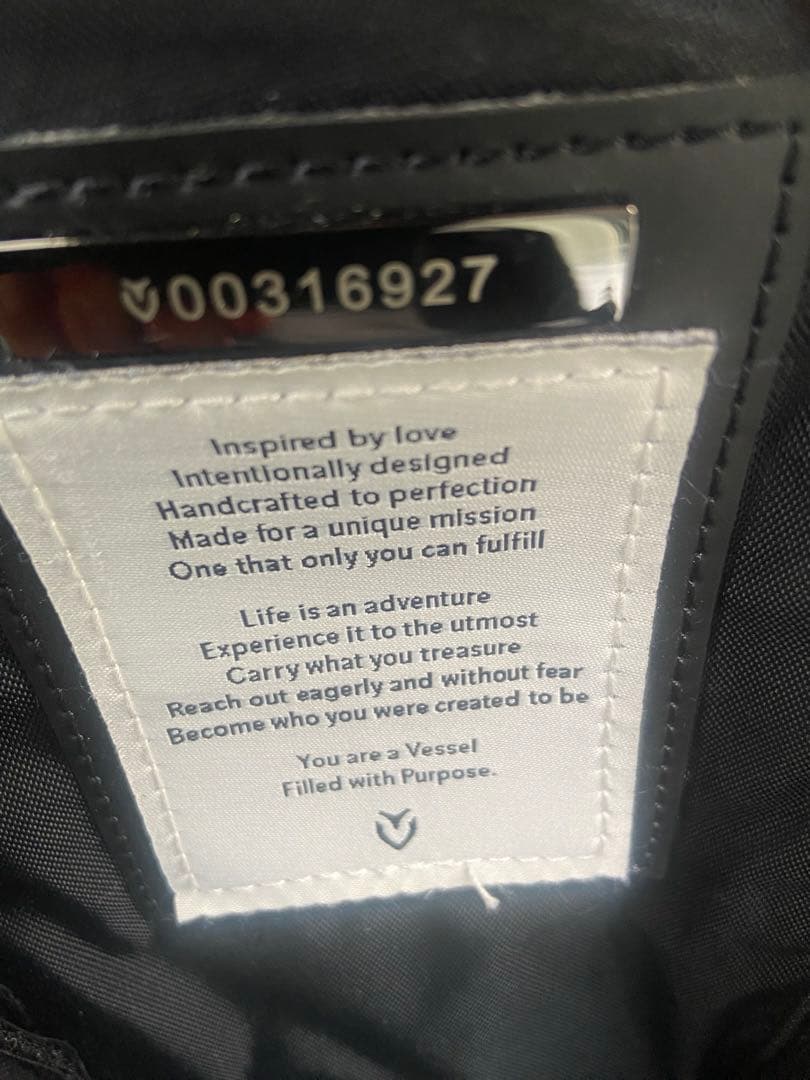 00316927
Inspired by love
Intentionally designed
Handcrafted to perfection
Made for a unique mission
One that only you can fulfill
Life is an adventure
Experience it to the utmost
Carry what you treasure
Reach out eagerly and without fear
Become who you were created to be
You are a Vessel
Filled with Purpose.